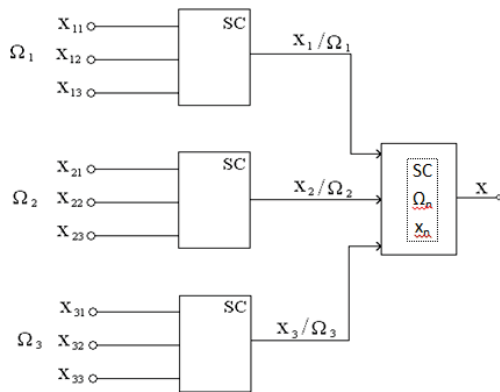 Ω₁
X₁₁
X₁₂
X₁₃
SC
X₁/Ω₁
Ω₂
X₂₁
X₂₂
X₂₃
SC
X₂/Ω₂
Ω₃
X₃₁
X₃₂
X₃₃
SC
X₃/Ω₃
SC
Ωₙ
xₙ
X